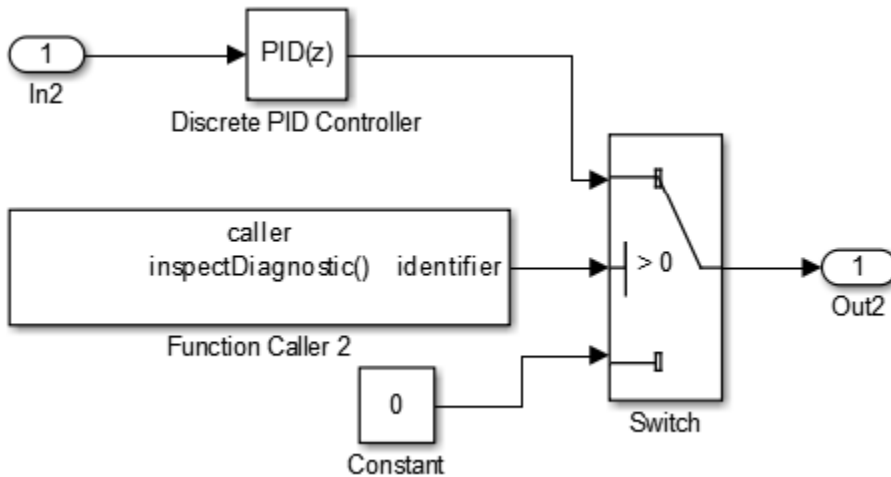 1
In2
PID(z)
Discrete PID Controller
caller
inspectDiagnostic() identifier
Function Caller 2
> 0
Switch
1
Out2
0
Constant